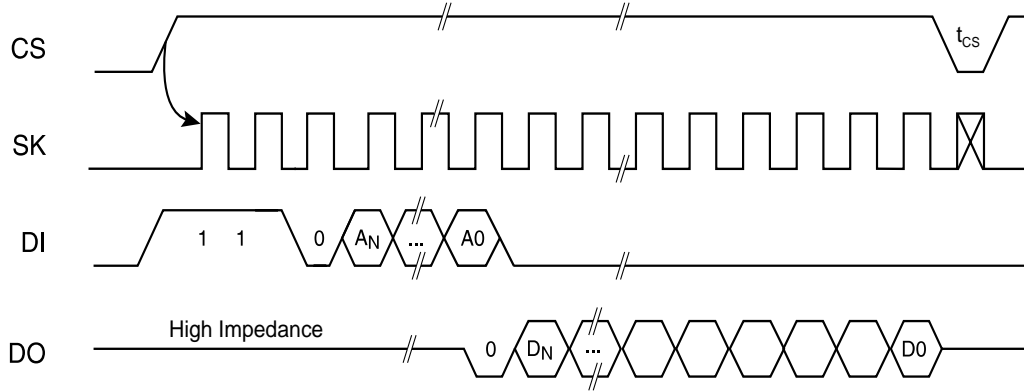 CS
tCS
SK
DI 1 1 0 AN ... A0
High Impedance
DO 0 DN ... D0